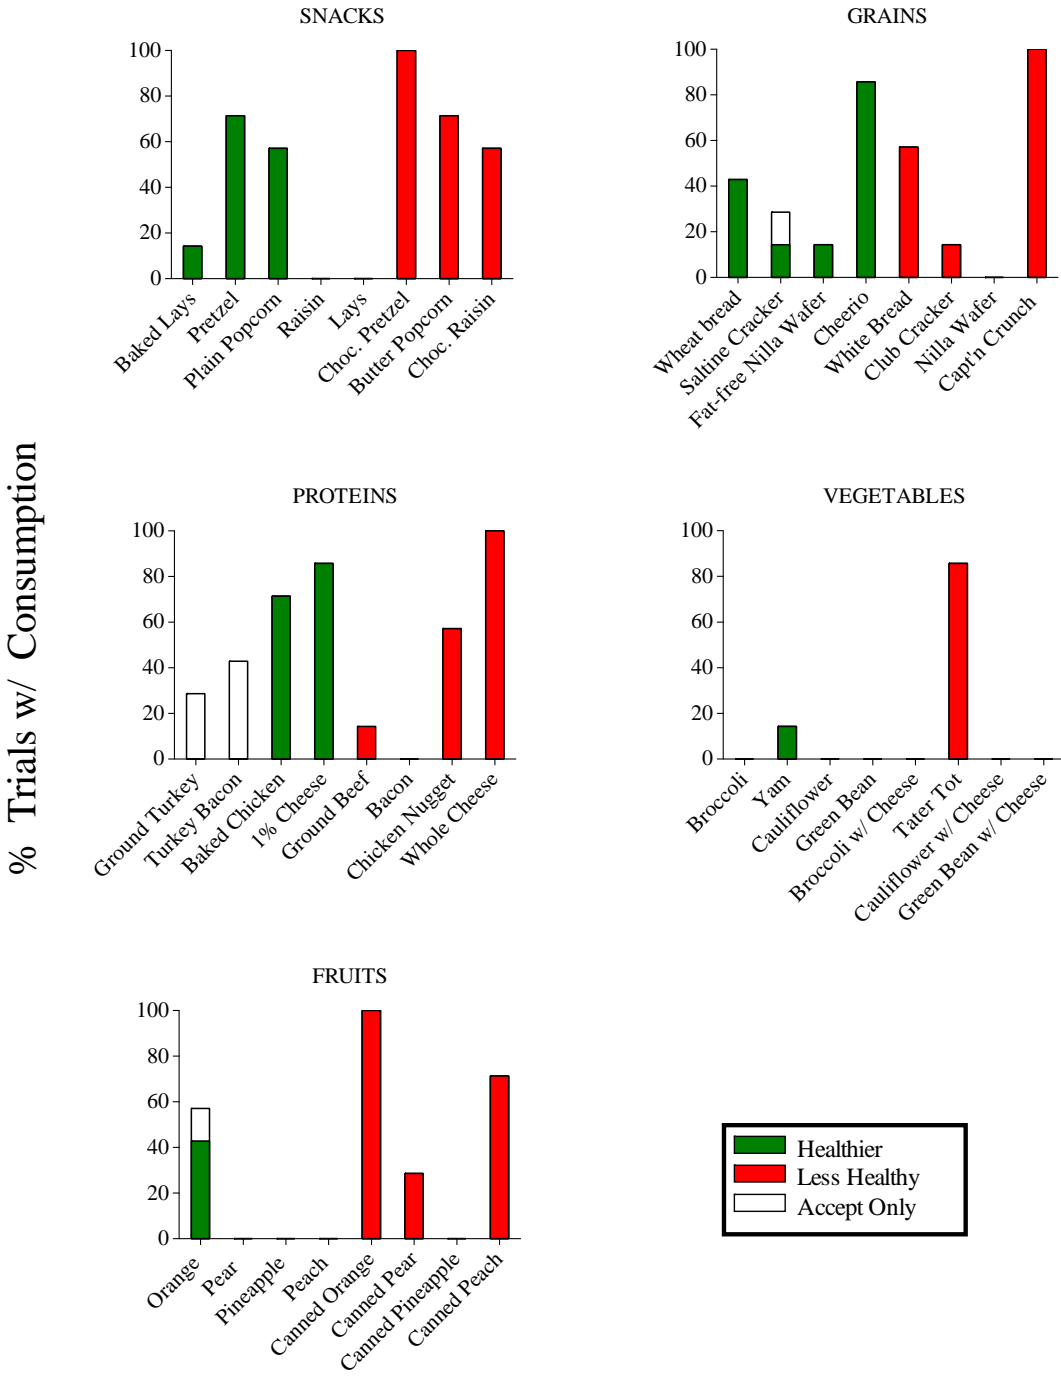 % Trials w/ Consumption
SNACKS
100
80
60
40
20
0
Baked Lays
Pretzel
Plain Popcorn
Raisin
Lays
Choc. Pretzel
Butter Popcorn
Choc. Raisin
GRAINS
100
80
60
40
20
0
Wheat bread
Saltine Cracker
Fat-free Nilla Wafer
Cheerio
White Bread
Club Cracker
Nilla Wafer
Capt'n Crunch
PROTEINS
100
80
60
40
20
0
Ground Turkey
Turkey Bacon
Baked Chicken
1% Cheese
Ground Beef
Bacon
Chicken Nugget
Whole Cheese
VEGETABLES
100
80
60
40
20
0
Broccoli
Yam
Cauliflower
Green Bean
Broccoli w/ Cheese
Tater Tot
Cauliflower w/ Cheese
Green Bean w/ Cheese
FRUITS
100
80
60
40
20
0
Orange
Pear
Pineapple
Peach
Canned Orange
Canned Pear
Canned Pineapple
Canned Peach
Healthier
Less Healthy
Accept Only